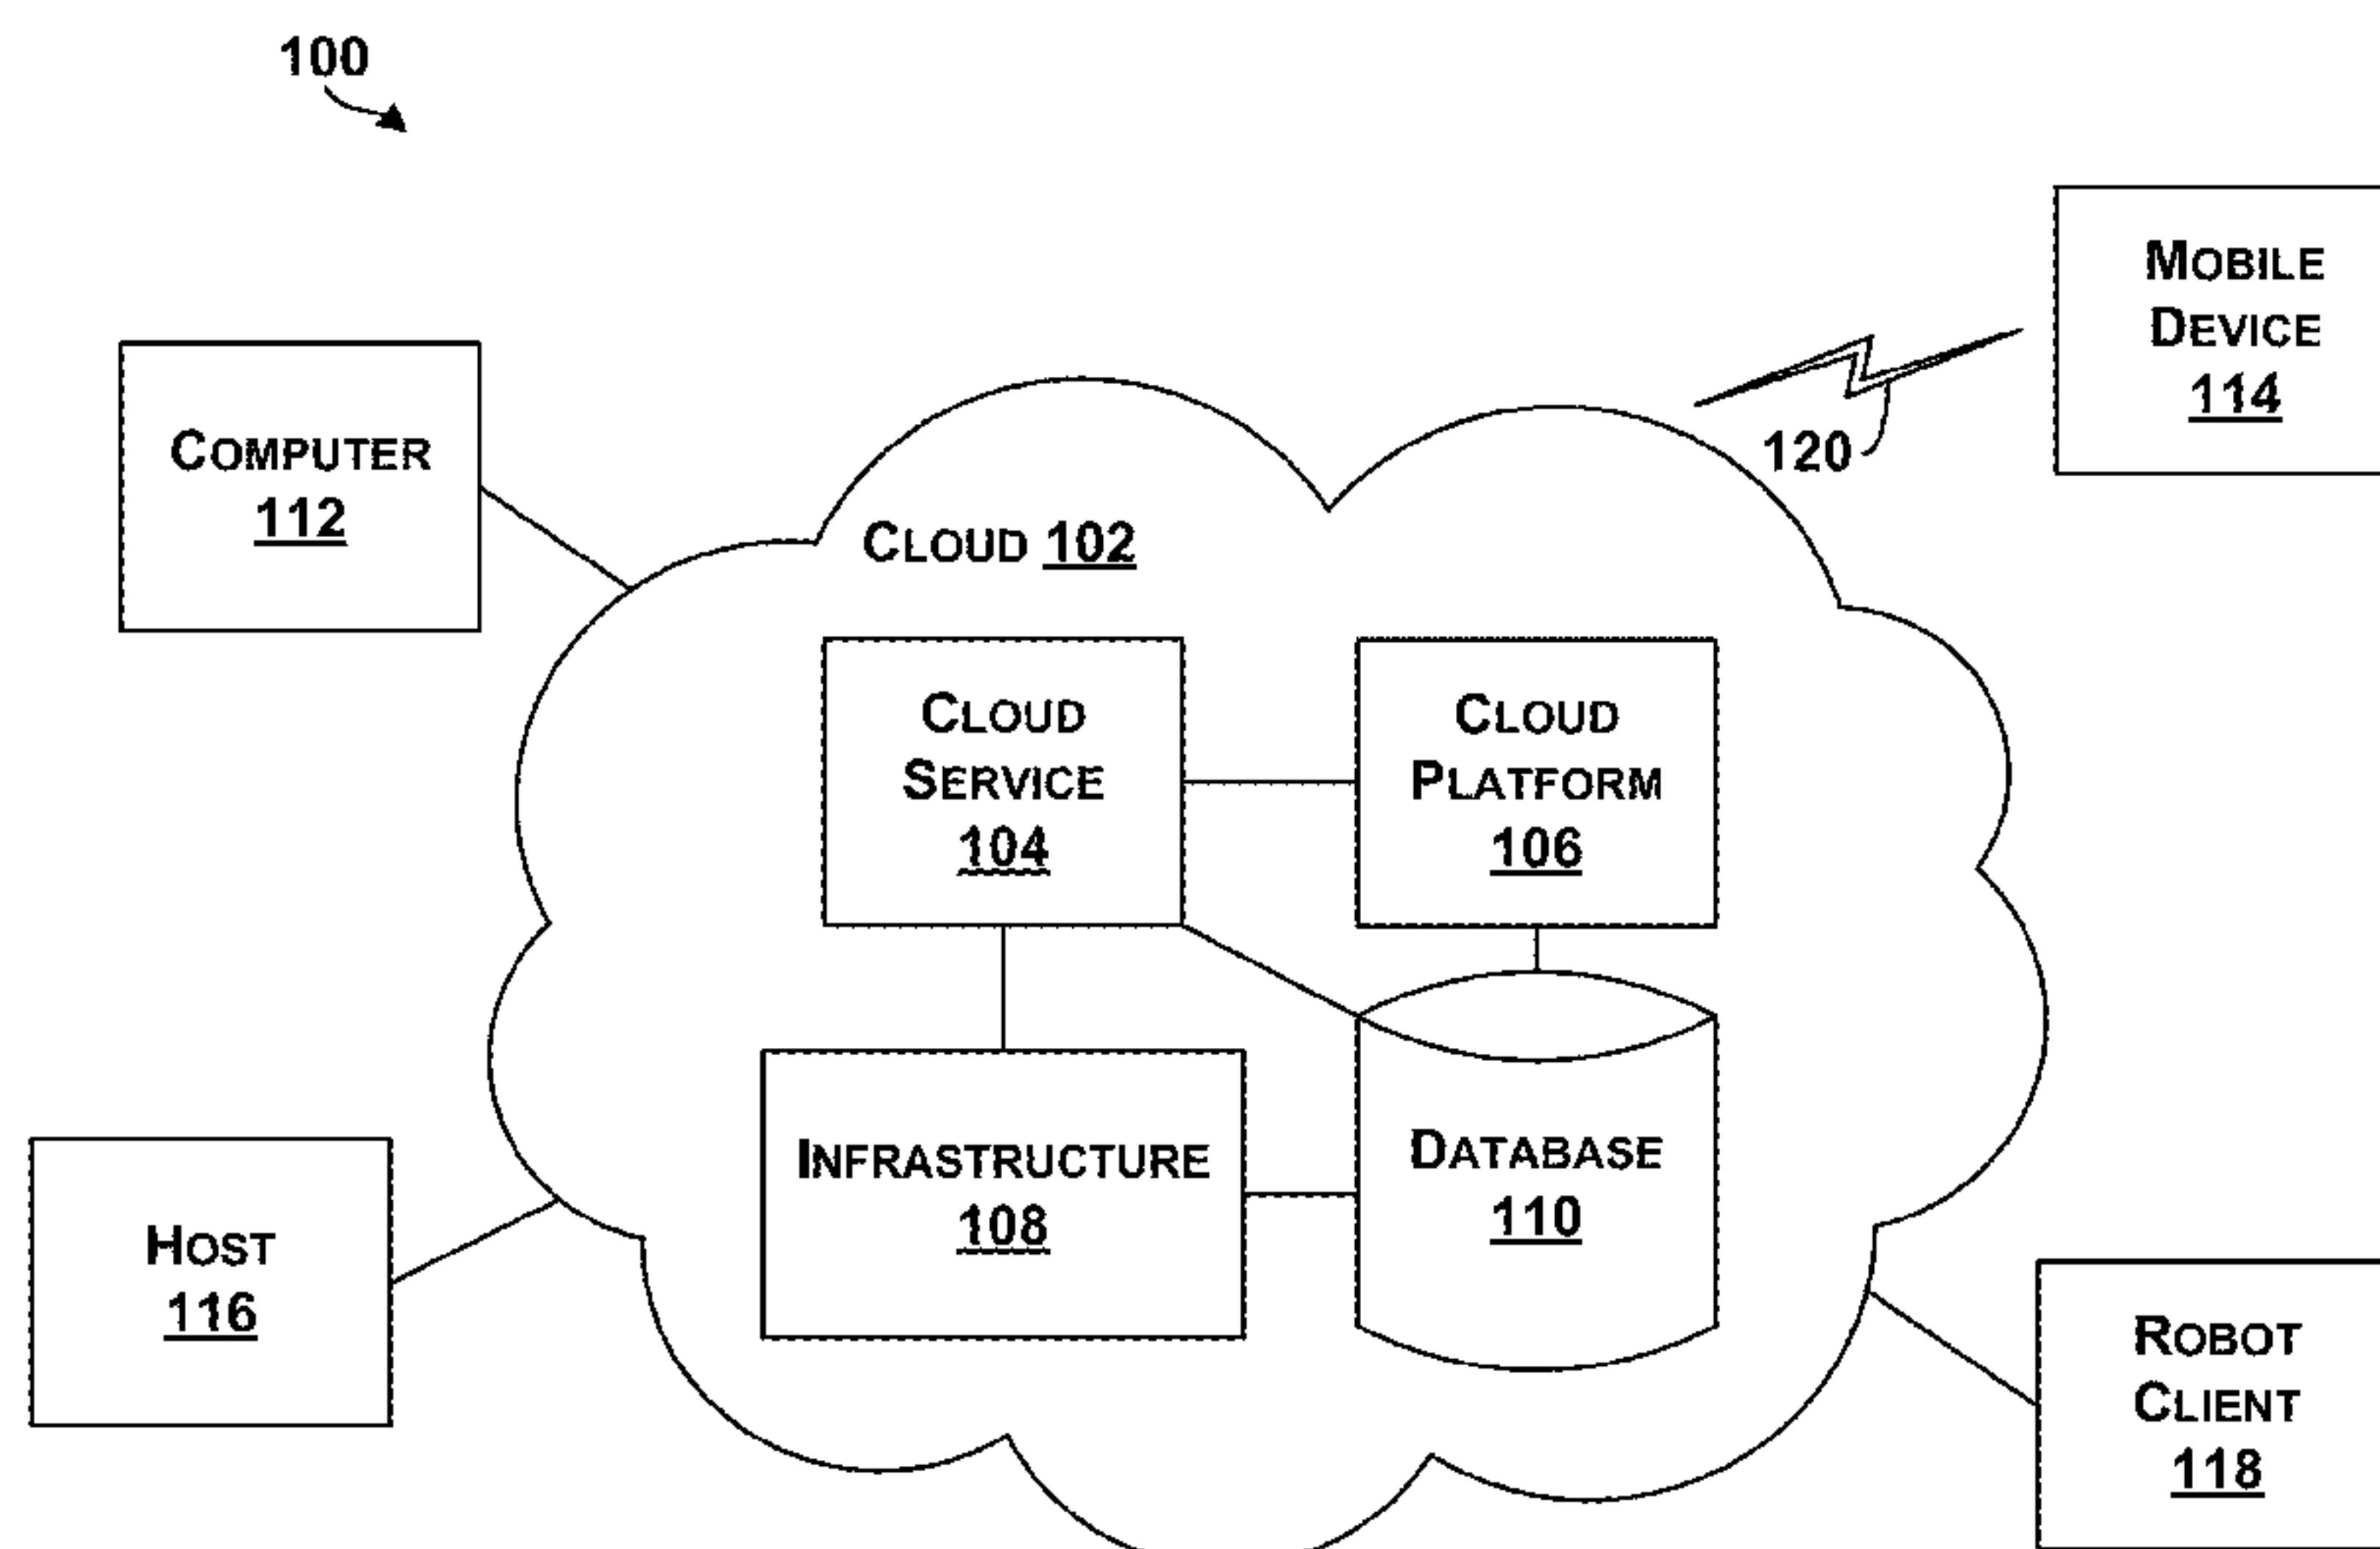 100
MOBILE
DEVICE
114
COMPUTER
112
120
CLOUD 102
CLOUD
SERVICE
104
CLOUD
PLATFORM
106
INFRASTRUCTURE
108
DATABASE
110
HOST
116
ROBOT
CLIENT
118